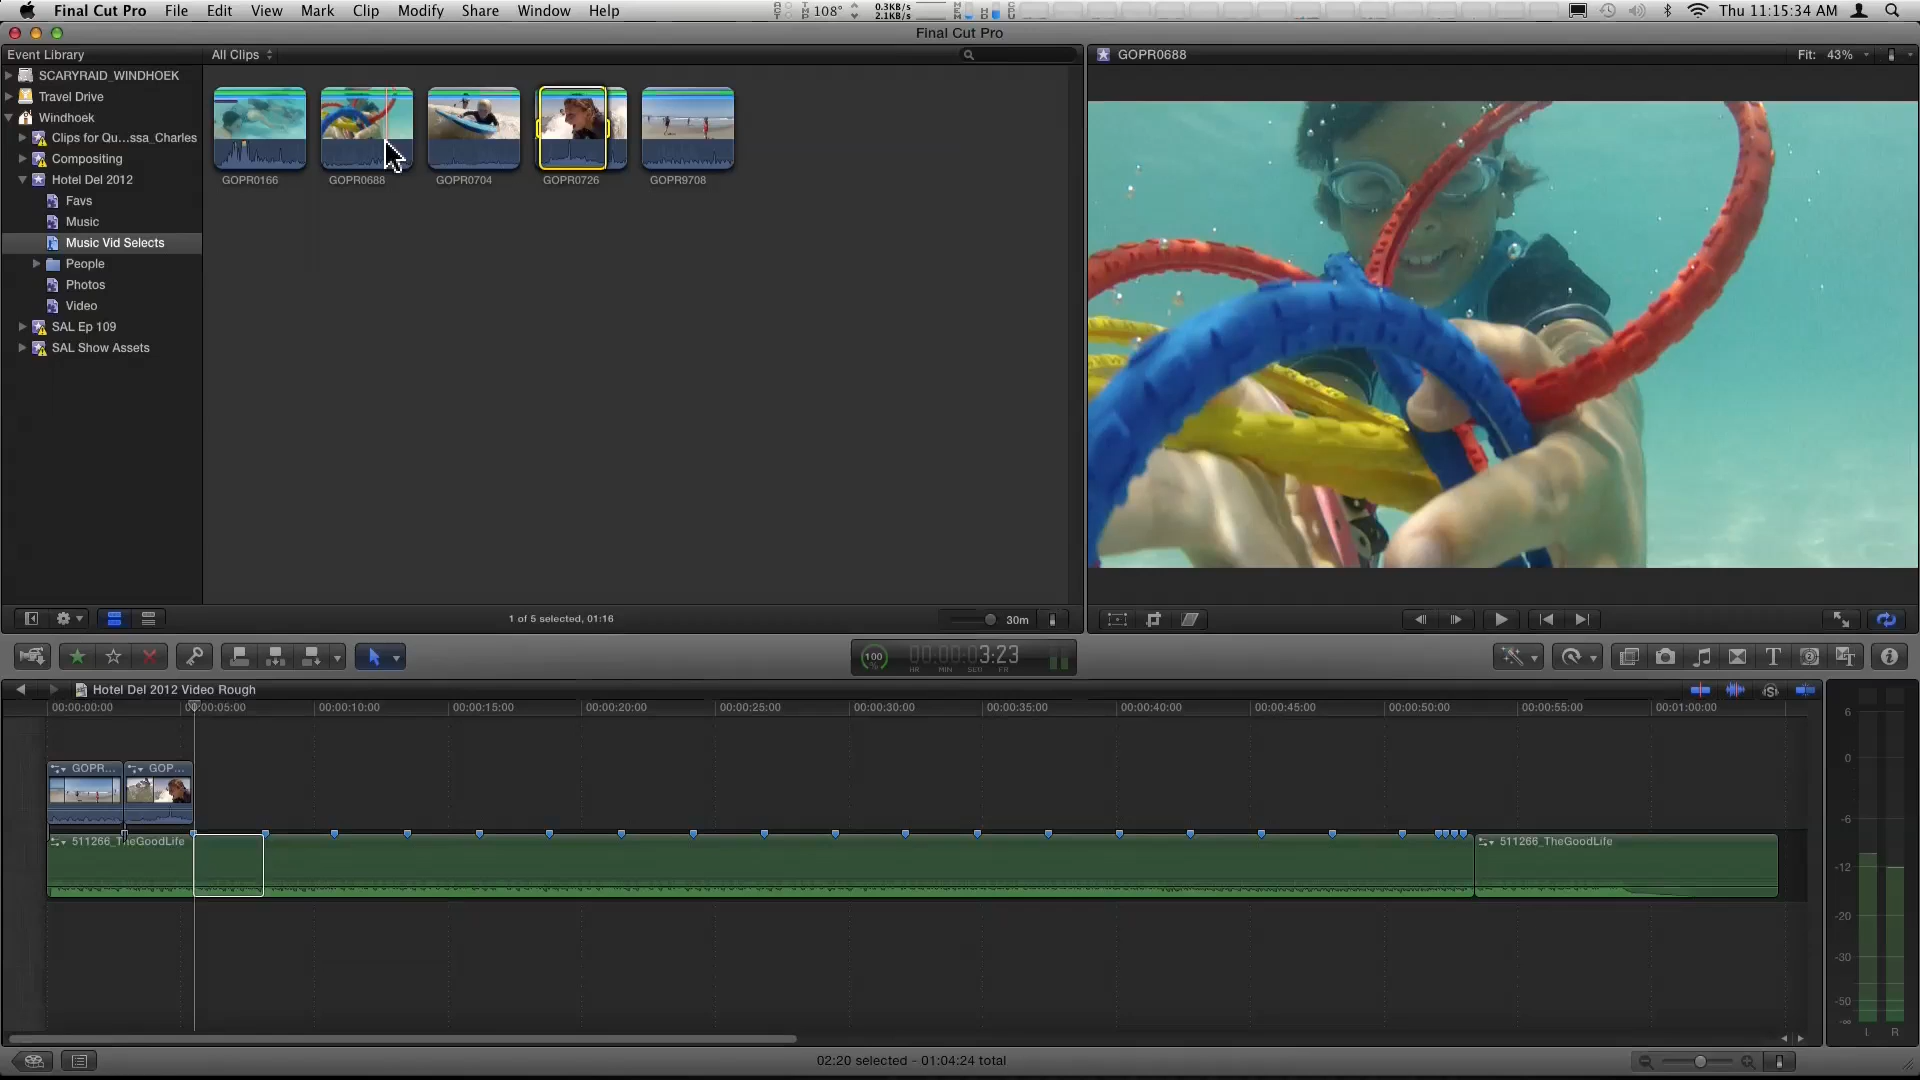 Final Cut Pro File Edit View Mark Clip Modify Share Window Help 108° 0.3KB/s 2.1KB/s Thu 11:15:34 AM
Final Cut Pro
Event Library All Clips GOPR0688 Fit: 43%
SCARYRAID_WINDHOEK
Travel Drive
Windhoek
Clips for Qu...ssa_Charles
Compositing
Hotel Del 2012
Favs
Music
Music Vid Selects
People
Photos
Video
SAL Ep 109
SAL Show Assets
GOPR0166 GOPR0688 GOPR0704 GOPR0726 GOPR9708
1 of 5 selected, 01:16 30m
100 % 00:00:03:23
HR MIN SEC FR
Hotel Del 2012 Video Rough
00:00:00:00 00:00:05:00 00:00:10:00 00:00:15:00 00:00:20:00 00:00:25:00 00:00:30:00 00:00:35:00 00:00:40:00 00:00:45:00 00:00:50:00 00:00:55:00 00:01:00:00
GOPR... GOP...
511266_TheGoodLife 511266_TheGoodLife
6
0
-6
-12
-20
-30
-50
-∞
L R
02:20 selected - 01:04:24 total